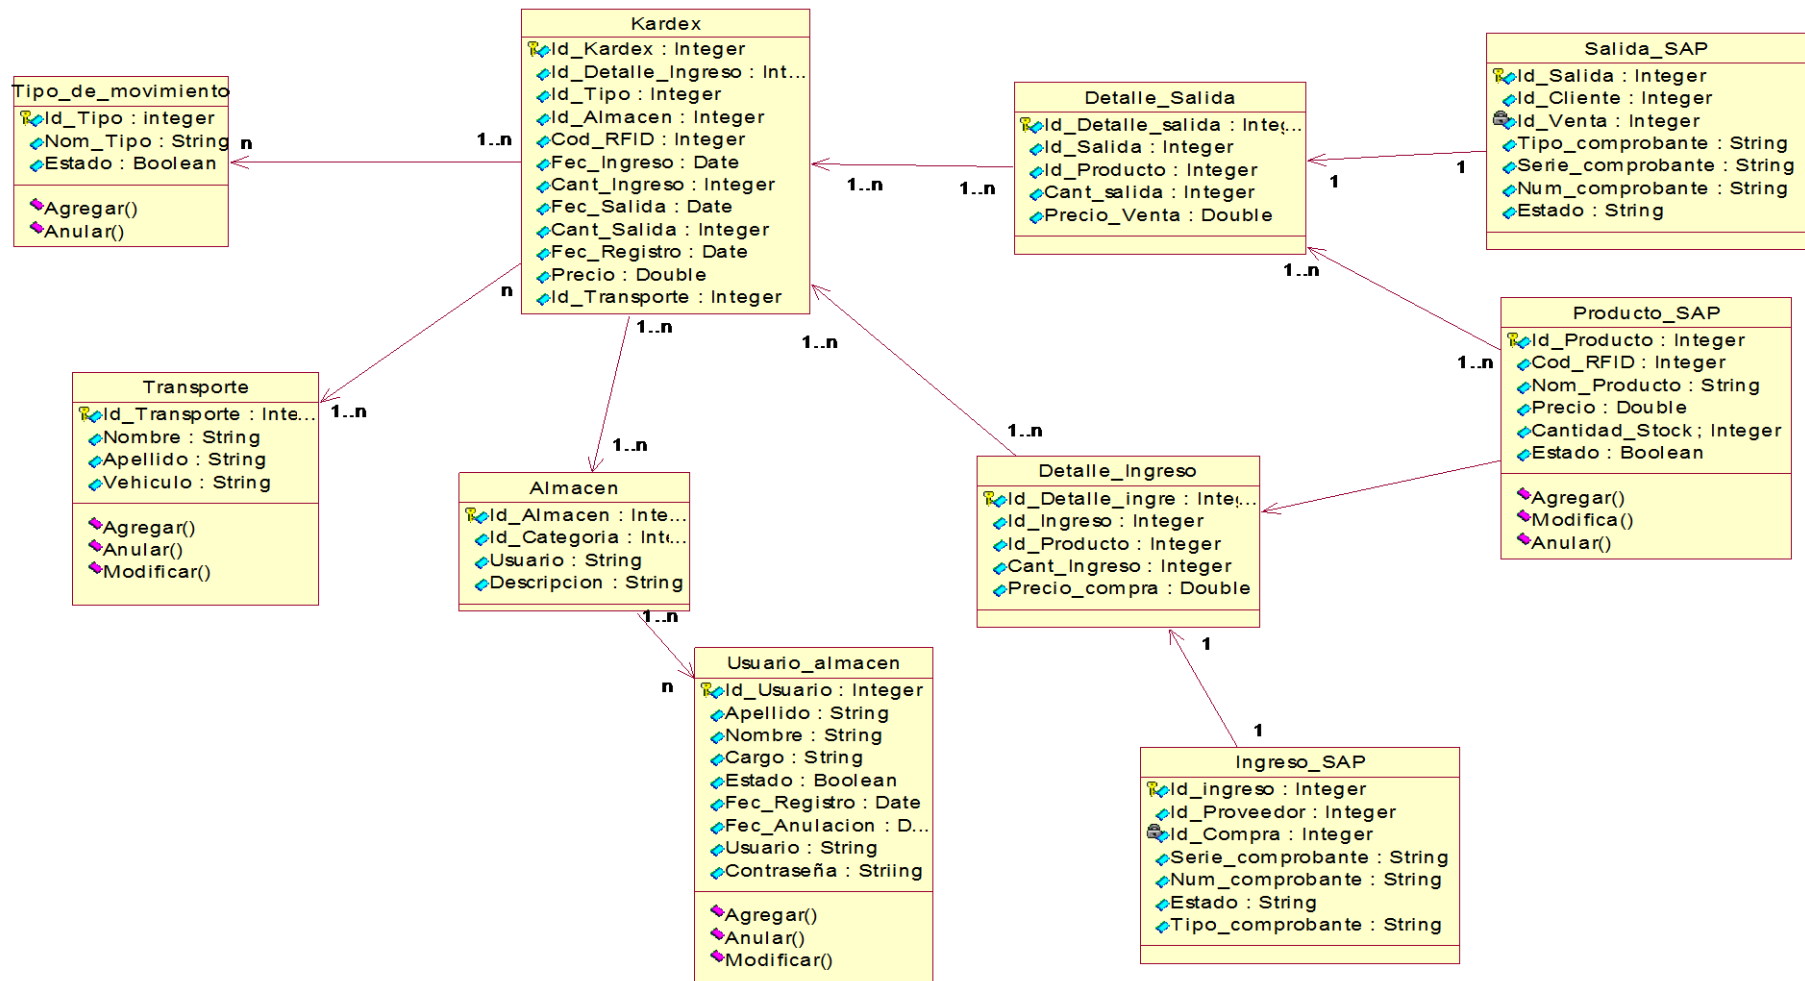 Kardex
Id_Kardex : Integer
Id_Detalle_Ingreso : Int...
Id_Tipo : Integer
Id_Almacen : Integer
Cod_RFID : Integer
Fec_Ingreso : Date
Cant_Ingreso : Integer
Fec_Salida : Date
Cant_Salida : Integer
Fec_Registro : Date
Precio : Double
Id_Transporte : Integer
Tipo_de_movimiento
Id_Tipo : integer
Nom_Tipo : String
Estado : Boolean
Agregar()
Anular()
n
1..n
Detalle_Salida
Id_Detalle_salida : Integ...
Id_Salida : Integer
Id_Producto : Integer
Cant_salida : Integer
Precio_Venta : Double
1..n
1..n
Salida_SAP
Id_Salida : Integer
Id_Cliente : Integer
Id_Venta : Integer
Tipo_comprobante : String
Serie_comprobante : String
Num_comprobante : String
Estado : String
1
1
1..n
1..n
Producto_SAP
Id_Producto : Integer
Cod_RFID : Integer
Nom_Producto : String
Precio : Double
Cantidad_Stock ; Integer
Estado : Boolean
Agregar()
Modifica()
Anular()
n
1..n
Transporte
Id_Transporte : Inte...
Nombre : String
Apellido : String
Vehiculo : String
Agregar()
Anular()
Modificar()
1..n
1..n
Almacen
Id_Almacen : Inte...
Id_Categoria : Inte...
Usuario : String
Descripcion : String
1..n
n
1..n
1..n
Detalle_Ingreso
Id_Detalle_ingre : Integ...
Id_Ingreso : Integer
Id_Producto : Integer
Cant_Ingreso : Integer
Precio_compra : Double
1
1
Usuario_almacen
Id_Usuario : Integer
Apellido : String
Nombre : String
Cargo : String
Estado : Boolean
Fec_Registro : Date
Fec_Anulacion : D...
Usuario : String
Contraseña : Striing
Agregar()
Anular()
Modificar()
Ingreso_SAP
Id_ingreso : Integer
Id_Proveedor : Integer
Id_Compra : Integer
Serie_comprobante : String
Num_comprobante : String
Estado : String
Tipo_comprobante : String